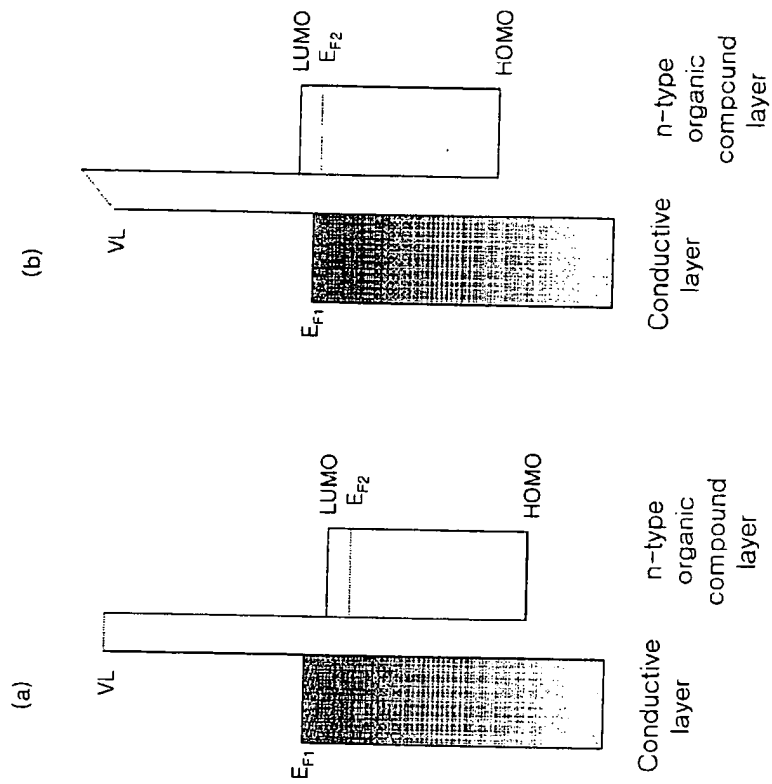 (a)
VL
E_F1
LUMO
E_F2
HOMO
Conductive
layer
n-type
organic
compound
layer
(b)
VL
E_F1
LUMO
E_F2
HOMO
Conductive
layer
n-type
organic
compound
layer